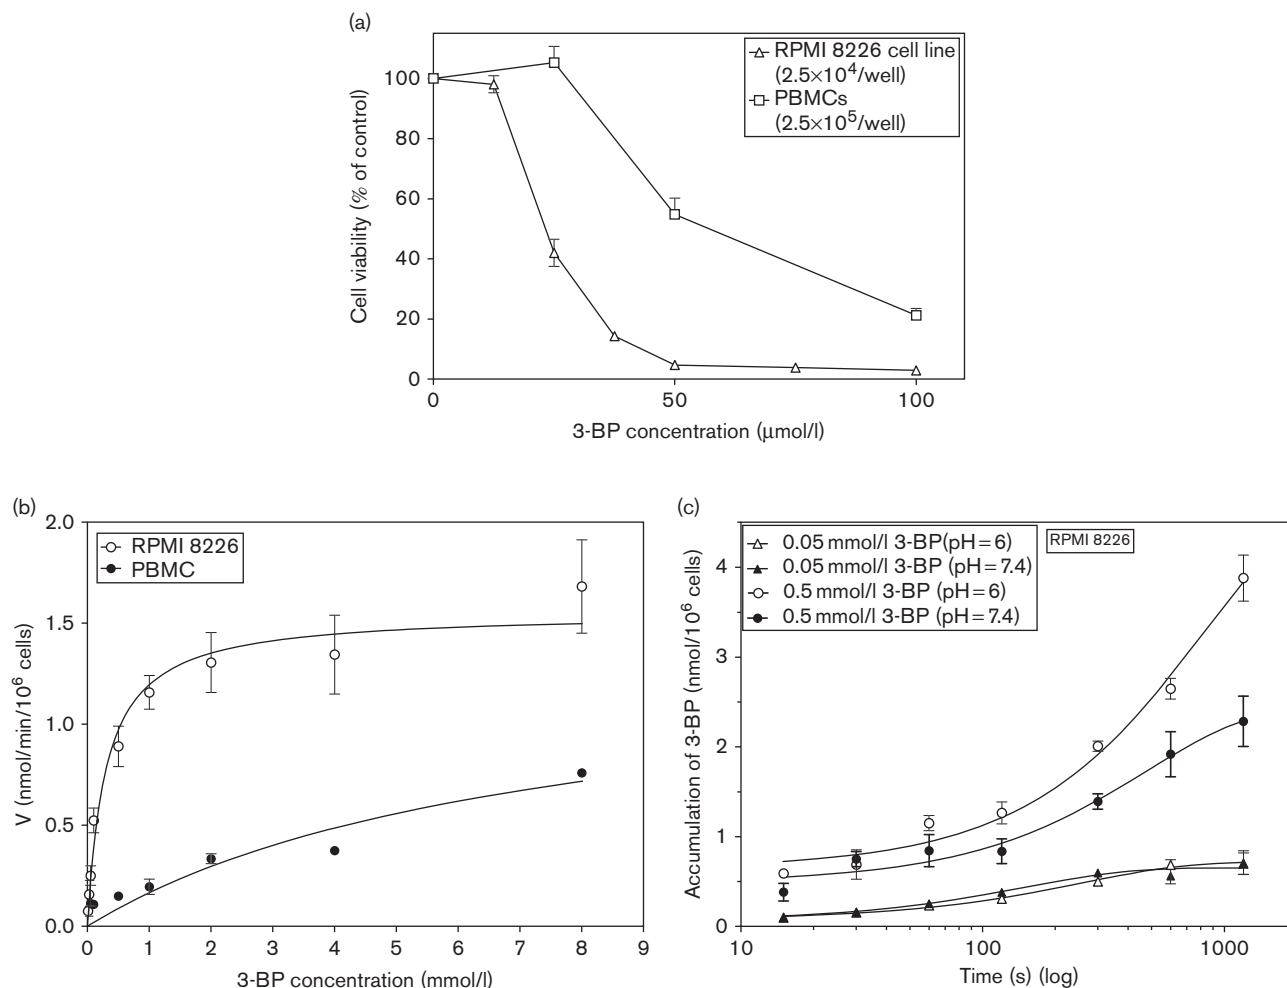 (a)
RPMI 8226 cell line
(2.5×10⁴/well)
PBMCs
(2.5×10⁵/well)
Cell viability (% of control)
100
80
60
40
20
0
0 50 100
3-BP concentration (μmol/l)
(b)
RPMI 8226
PBMC
V (nmol/min/10⁶ cells)
2.0
1.5
1.0
0.5
0.0
0 1 2 3 4 5 6 7 8 9
3-BP concentration (mmol/l)
(c)
0.05 mmol/l 3-BP(pH=6)
0.05 mmol/l 3-BP (pH=7.4)
0.5 mmol/l 3-BP (pH=6)
0.5 mmol/l 3-BP (pH=7.4)
RPMI 8226
Accumulation of 3-BP (nmol/10⁶ cells)
4
3
2
1
0
10 100 1000
Time (s) (log)